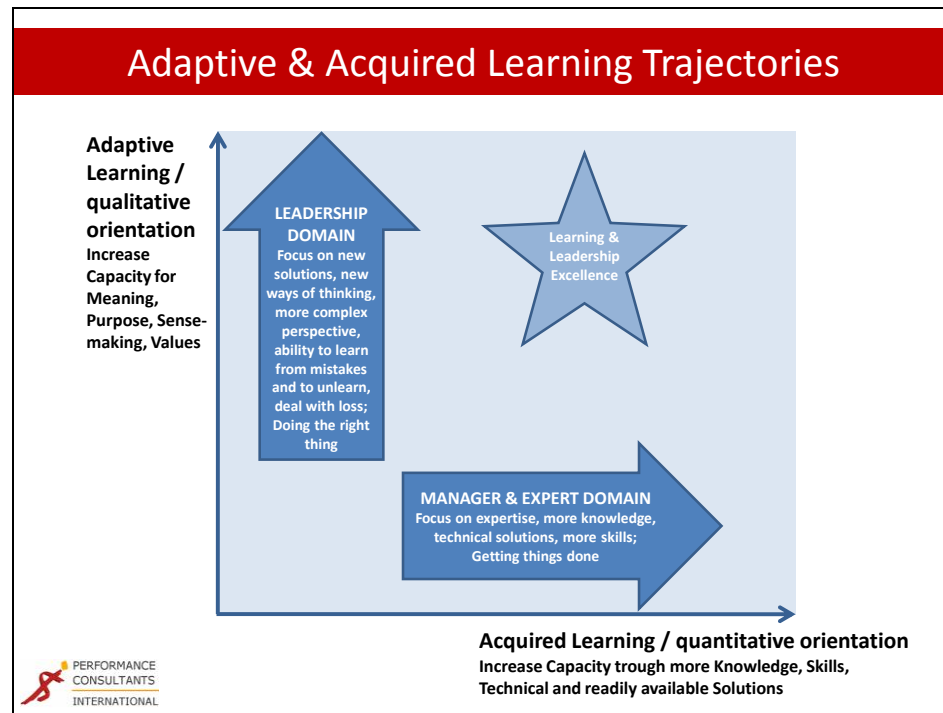 Adaptive & Acquired Learning Trajectories
Adaptive
Learning /
qualitative
orientation
Increase
Capacity for
Meaning,
Purpose, Sense-
making, Values
LEADERSHIP
DOMAIN
Focus on new
solutions, new
ways of thinking,
more complex
perspective,
ability to learn
from mistakes
and to unlearn,
deal with loss;
Doing the right
thing
Learning &
Leadership
Excellence
MANAGER & EXPERT DOMAIN
Focus on expertise, more knowledge,
technical solutions, more skills;
Getting things done
Acquired Learning / quantitative orientation
Increase Capacity trough more Knowledge, Skills,
Technical and readily available Solutions
PERFORMANCE
CONSULTANTS
INTERNATIONAL